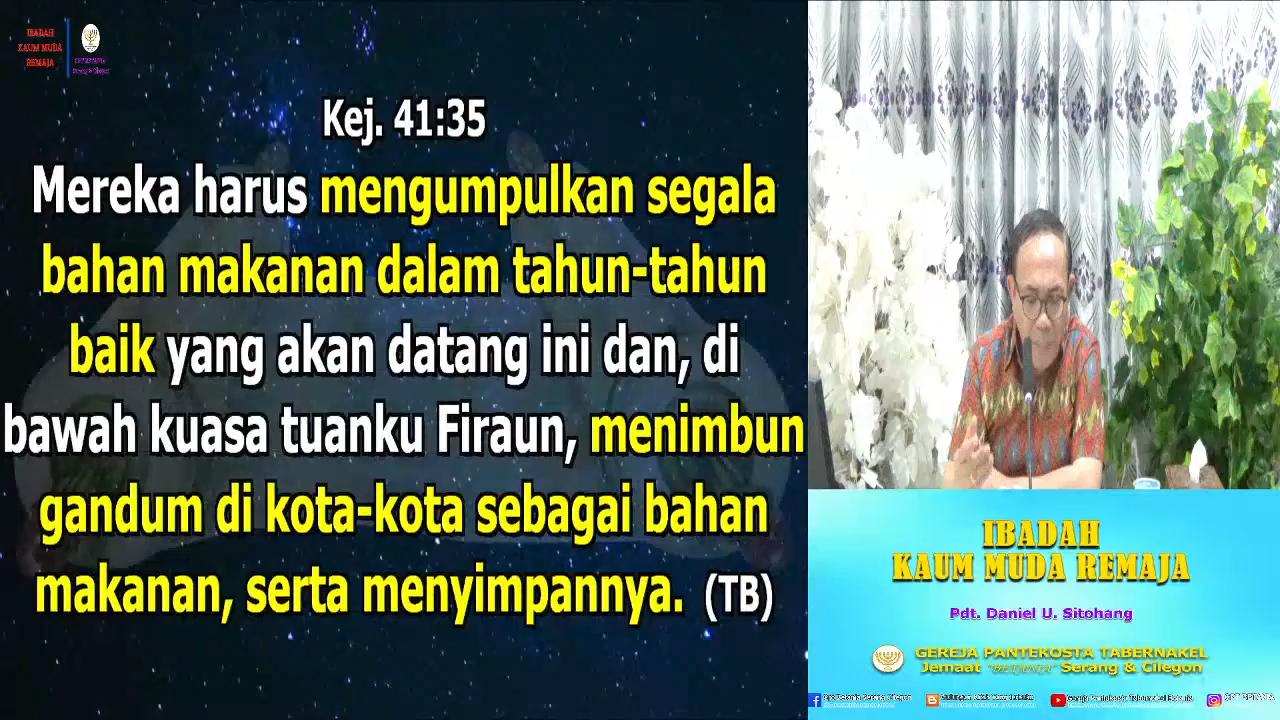 IBADAH
KAUM MUDA
REMAJA
Kej. 41:35
Mereka harus mengumpulkan segala
bahan makanan dalam tahun-tahun
baik yang akan datang ini dan, di
bawah kuasa tuanku Firaun, menimbun
gandum di kota-kota sebagai bahan
makanan, serta menyimpannya. (TB)
IBADAH
KAUM MUDA REMAJA
Pdt. Daniel U. Sitohang
GEREJA PANTEKOSTA TABERNAKEL
Jemaat "BETANIA" Serang & Cilegon